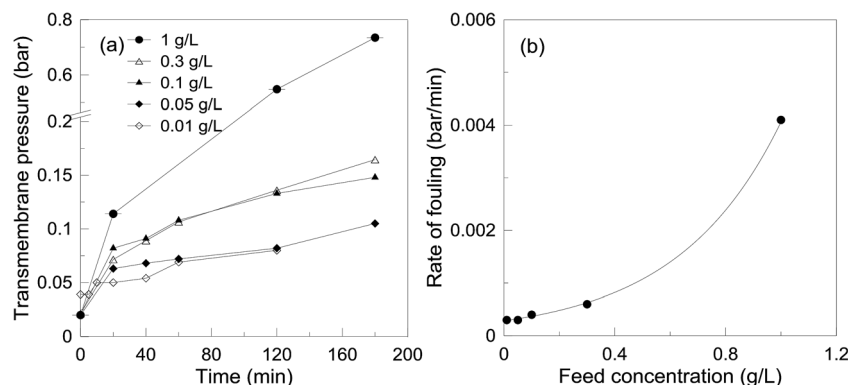 (a)
1 g/L
0.3 g/L
0.1 g/L
0.05 g/L
0.01 g/L
Transmembrane pressure (bar)
0.8
0.6
0.2
0.15
0.1
0.05
0
0 40 80 120 160 200
Time (min)
(b)
Rate of fouling (bar/min)
0.006
0.004
0.002
0.000
0 0.4 0.8 1.2
Feed concentration (g/L)